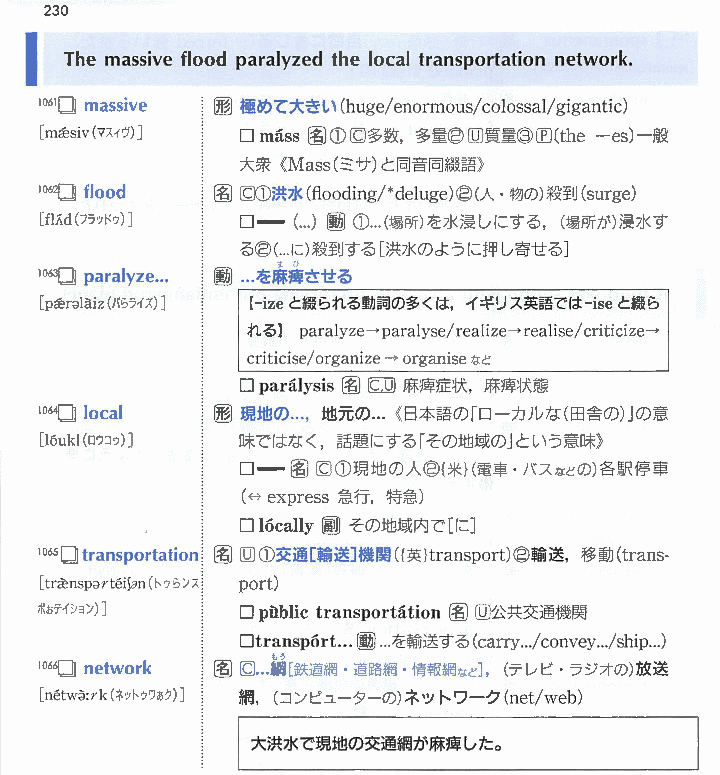 230
The massive flood paralyzed the local transportation network.
1061 massive 形 極めて大きい(huge/enormous/colossal/gigantic)
[mǽsiv(マスィヴ)] □ máss 名① Ⓒ多数，多量② Ⓤ質量③ Ⓟ(the －es)一般
大衆《Mass(ミサ)と同音同綴語》
1062 flood 名 Ⓒ①洪水(flooding/*deluge)②(人・物の)殺到(surge)
[flʌ́d(フラッドゥ)] □━ (...) 動 ①...(場所)を水浸しにする，(場所が)浸水す
る②(...に)殺到する[洪水のように押し寄せる]
1063 paralyze... 動 ...を麻痺させる
まひ
[pǽrəlàiz(パらライズ)] 【-ize と綴られる動詞の多くは，イギリス英語では-ise と綴ら
れる】 paralyze→paralyse/realize→realise/criticize→
criticise/organize → organise など
□ parálysis 名 Ⓒ,Ⓤ 麻痺症状，麻痺状態
1064 local 形 現地の...，地元の...《日本語の「ローカルな(田舎の)」の意
[lóukl(ロウコゥ)] 味ではなく，話題にする「その地域の」という意味》
□━ 名 Ⓒ①現地の人②{米}(電車・バスなどの)各駅停車
(↔ express 急行，特急)
□ lócally 副 その地域内で[に]
1065 transportation 名 Ⓤ ①交通[輸送]機関({英}transport)②輸送，移動(trans-
[trænspərtéiʃən(トゥらンス port)
ポぉテイション)] □ pùblic transportátion 名 Ⓤ公共交通機関
□transpórt... 動 ...を輸送する(carry.../convey.../ship...)
1066 network 名 Ⓒ...網[鉄道網・道路網・情報網など]，(テレビ・ラジオの)放送
もう
[nétwə̀ːrk(ネットゥワぁク)] 網，(コンピューターの)ネットワーク(net/web)
大洪水で現地の交通網が麻痺した。